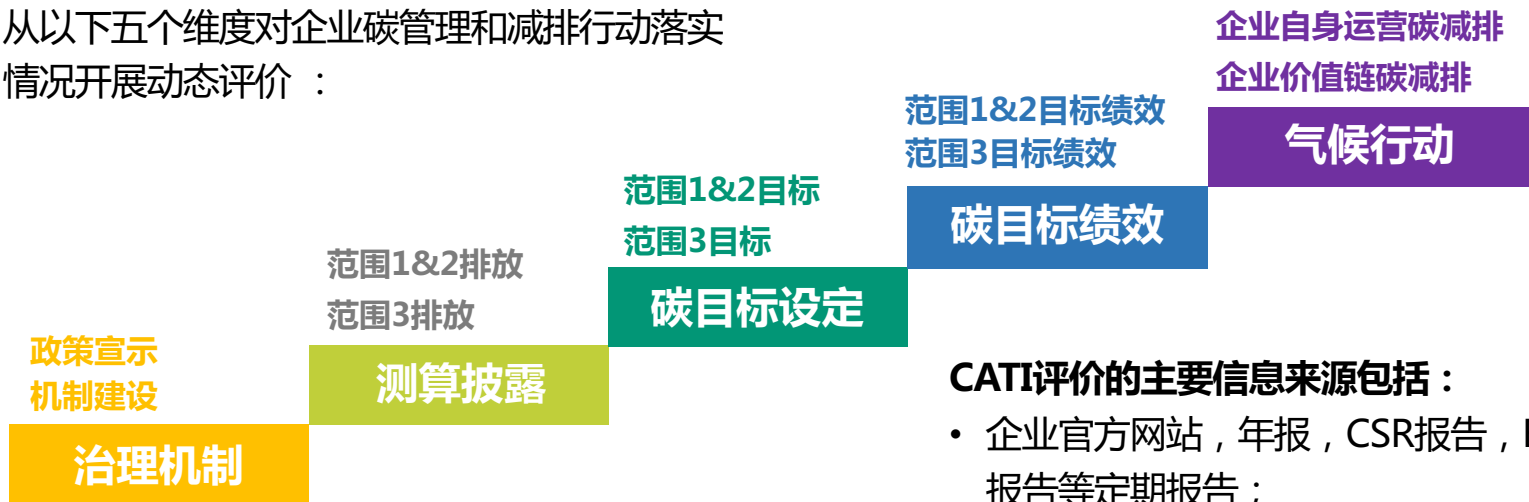 从以下五个维度对企业碳管理和减排行动落实
情况开展动态评价 ：
企业自身运营碳减排
企业价值链碳减排
气候行动
范围1&2目标绩效
范围3目标绩效
碳目标绩效
范围1&2目标
范围3目标
碳目标设定
范围1&2排放
范围3排放
测算披露
政策宣示
机制建设
治理机制
CATI评价的主要信息来源包括：
• 企业官方网站，年报，CSR报告，
报告等定期报告；